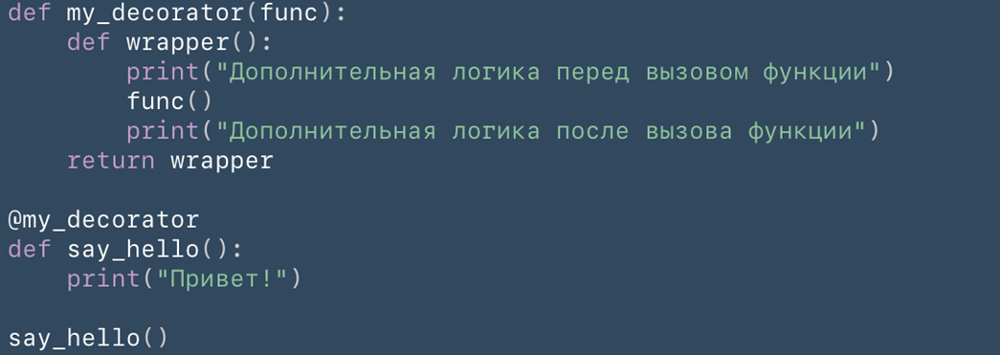 def my_decorator(func):
    def wrapper():
        print("Дополнительная логика перед вызовом функции")
        func()
        print("Дополнительная логика после вызова функции")
    return wrapper

@my_decorator
def say_hello():
    print("Привет!")

say_hello()